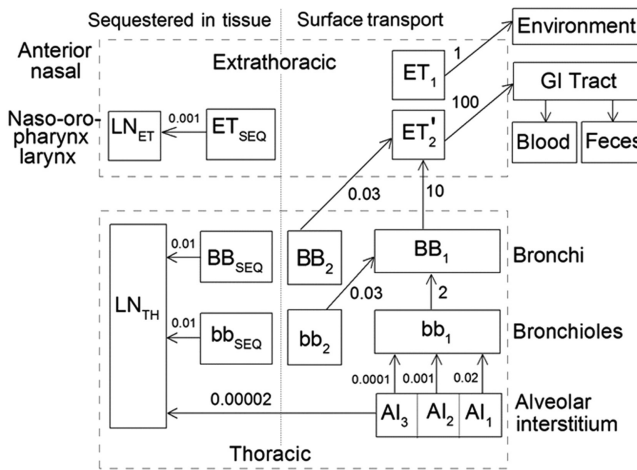 Sequestered in tissue
Surface transport
Environment
Anterior
nasal
Extrathoracic
1
ET1
GI Tract
100
Naso-oro-
pharynx
larynx
LNET
0.001
ETSEQ
ET2'
Blood
Feces
0.03
10
LNTH
0.01
BBSEQ
BB2
BB1
Bronchi
0.03
2
0.01
bbSEQ
bb2
bb1
Bronchioles
0.0001
0.001
0.02
0.00002
AI3
AI2
AI1
Alveolar
interstitium
Thoracic